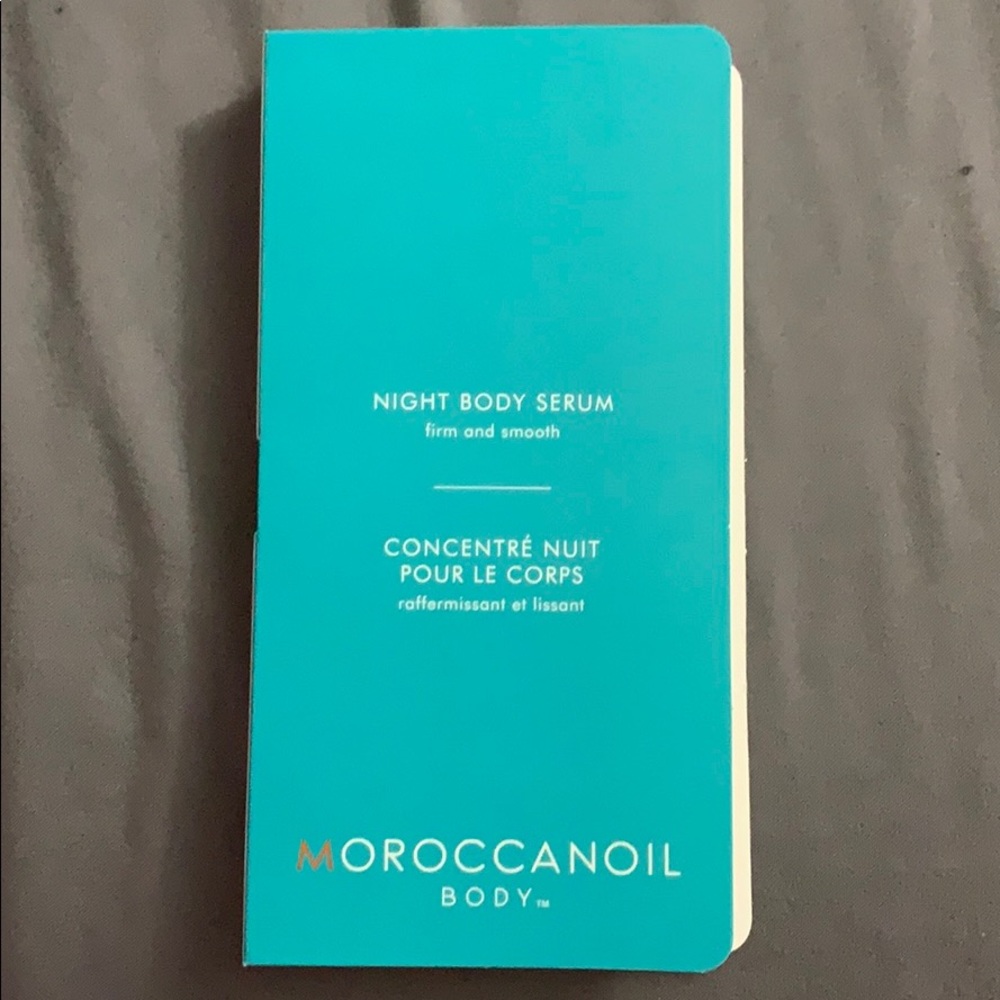 NIGHT BODY SERUM
firm and smooth
CONCENTRÉ NUIT
POUR LE CORPS
raffermissant et lissant
MOROCCANOIL
BODY™